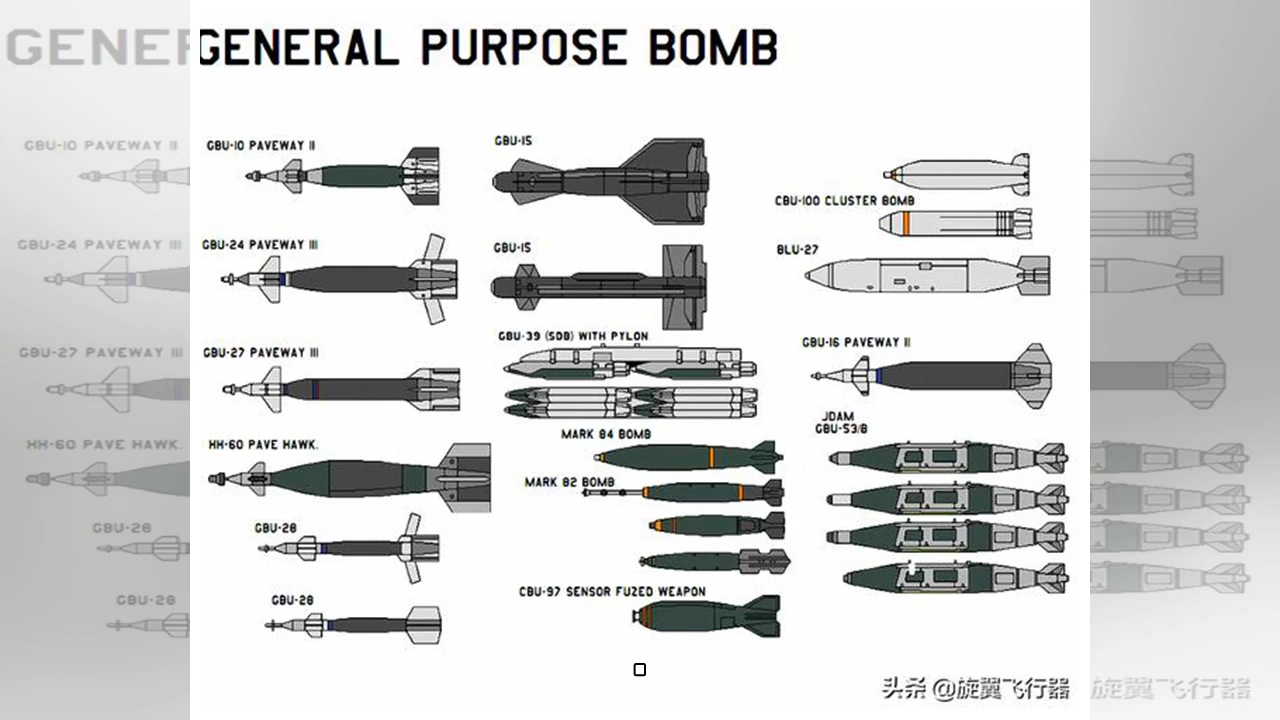 GENERAL PURPOSE BOMB
GBU-10 PAVEWAY II
GBU-24 PAVEWAY III
GBU-27 PAVEWAY III
HH-60 PAVE HAWK.
GBU-28
GBU-28
GBU-15
GBU-15
GBU-39 (SDB) WITH PYLON
MARK 84 BOMB
MARK 82 BOMB
CBU-97 SENSOR FUZED WEAPON
CBU-100 CLUSTER BOMB
BLU-27
GBU-16 PAVEWAY II
JDAM
GBU-53/B
头条 @旋翼飞行器